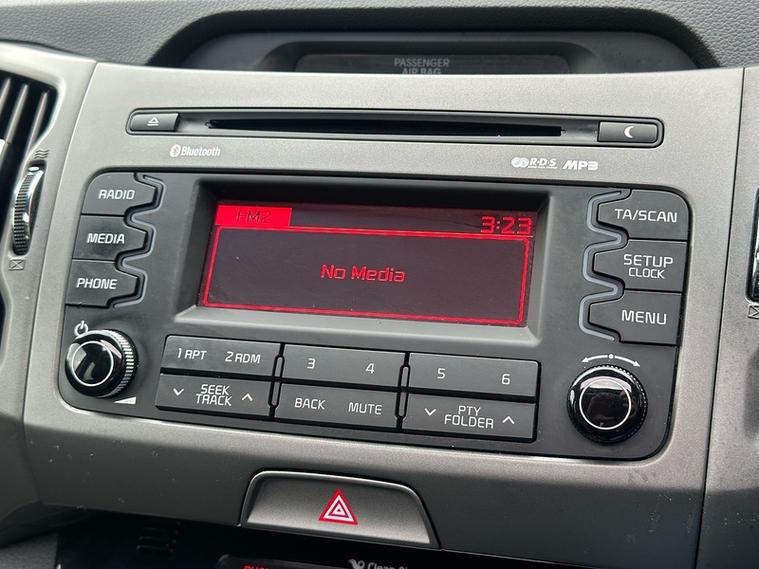 PASSENGER
AIR BAG
Bluetooth
R·D·S MP3
RADIO
MEDIA
PHONE
FM2 3:23
No Media
TA/SCAN
SETUP
CLOCK
MENU
1 RPT 2 RDM 3 4 5 6
SEEK
TRACK
BACK MUTE
PTY
FOLDER
Clean